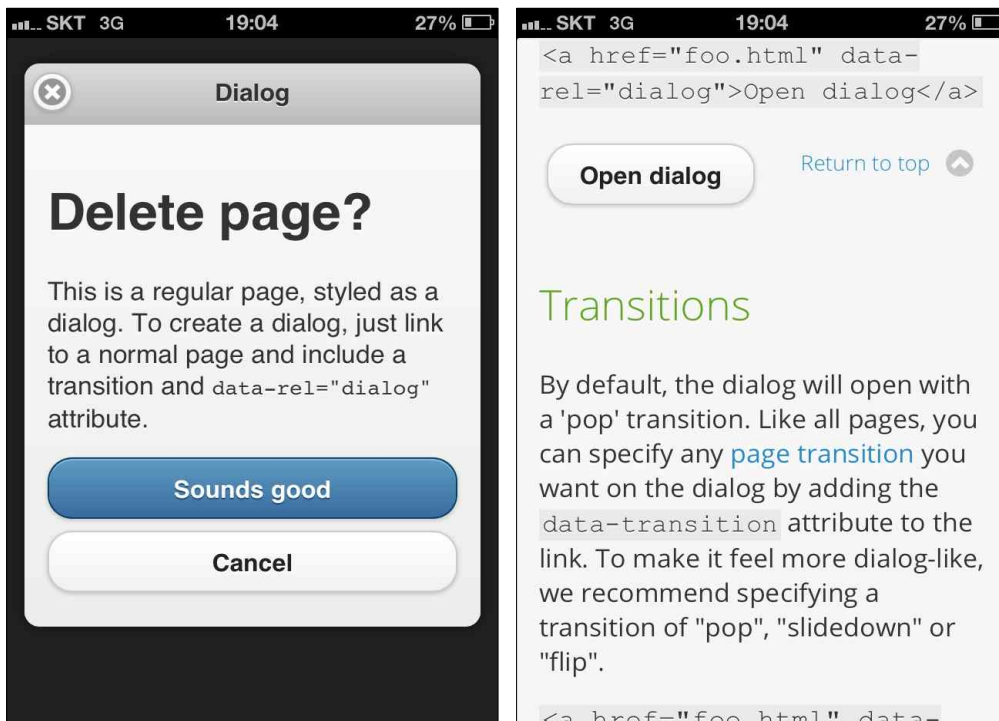 SKT 3G 19:04 27%
Dialog
Delete page?
This is a regular page, styled as a
dialog. To create a dialog, just link
to a normal page and include a
transition and data-rel="dialog"
attribute.
Sounds good
Cancel
SKT 3G 19:04 27%
<a href="foo.html" data-
rel="dialog">Open dialog</a>
Open dialog
Return to top
Transitions
By default, the dialog will open with
a 'pop' transition. Like all pages, you
can specify any page transition you
want on the dialog by adding the
data-transition attribute to the
link. To make it feel more dialog-like,
we recommend specifying a
transition of "pop", "slidedown" or
"flip".
<a href="foo.html" data-